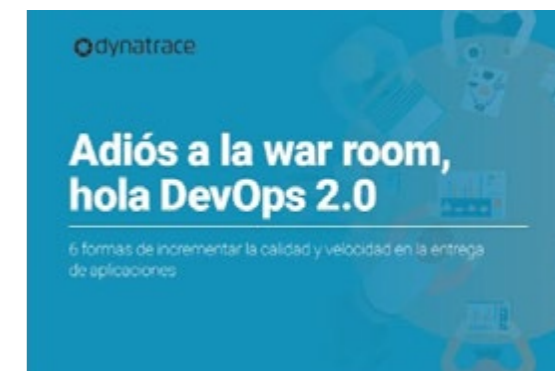 dynatrace
Adiós a la war room,
hola DevOps 2.0
6 formas de incrementar la calidad y velocidad en la entrega
de aplicaciones